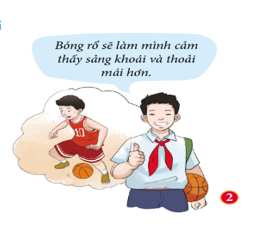 Bóng rổ sẽ làm mình cảm
thấy sảng khoái và thoải
mái hơn.
10
2